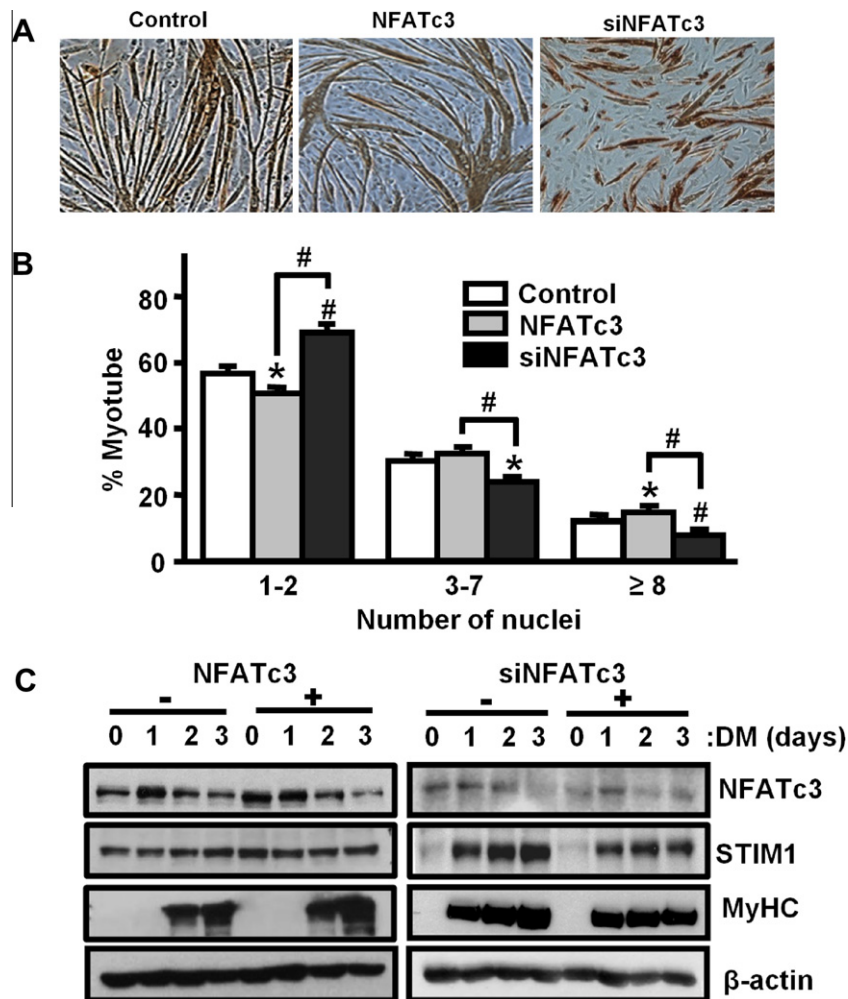 A
Control NFATc3 siNFATc3
B
% Myotube
80
60
40
20
0
#
#
*
#
*
#
*
#
Control
NFATc3
siNFATc3
1-2 3-7 ≥ 8
Number of nuclei
C
NFATc3 siNFATc3
- + - +
0 1 2 3 0 1 2 3 0 1 2 3 0 1 2 3 :DM (days)
NFATc3
STIM1
MyHC
β-actin